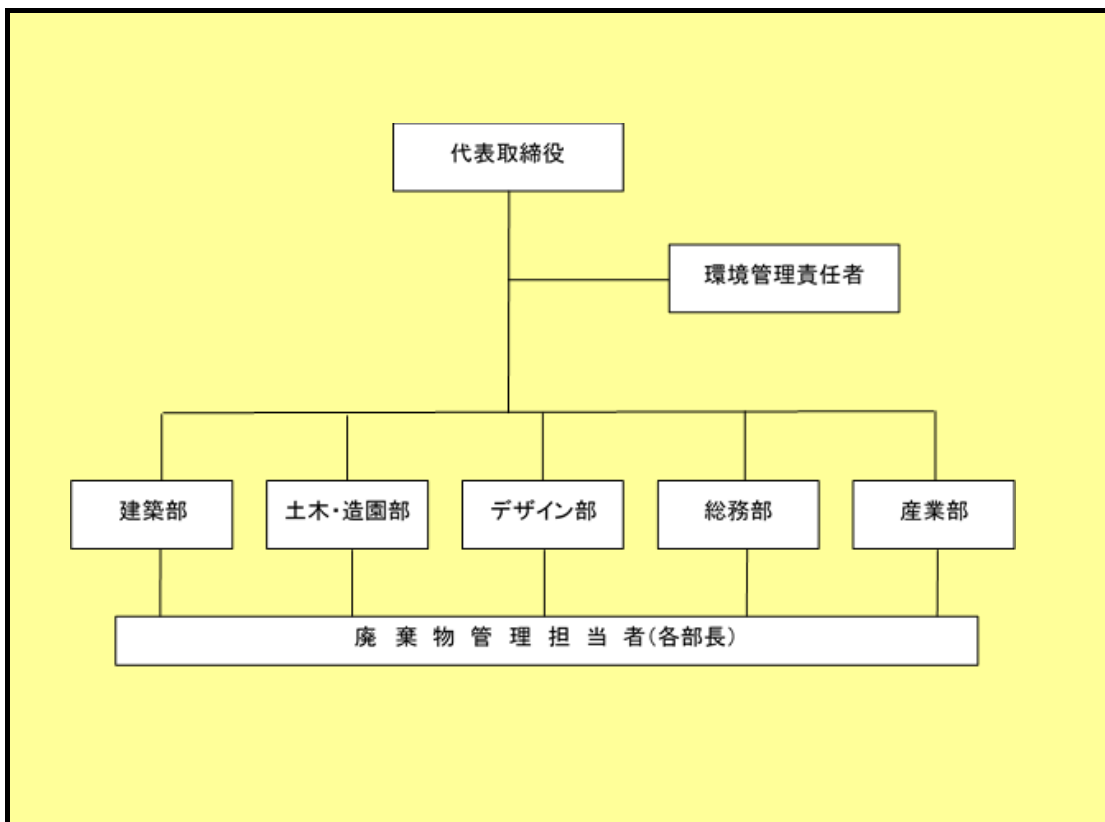 代表取締役
環境管理責任者
建築部
土木・造園部
デザイン部
総務部
産業部
廃棄物管理担当者(各部長)